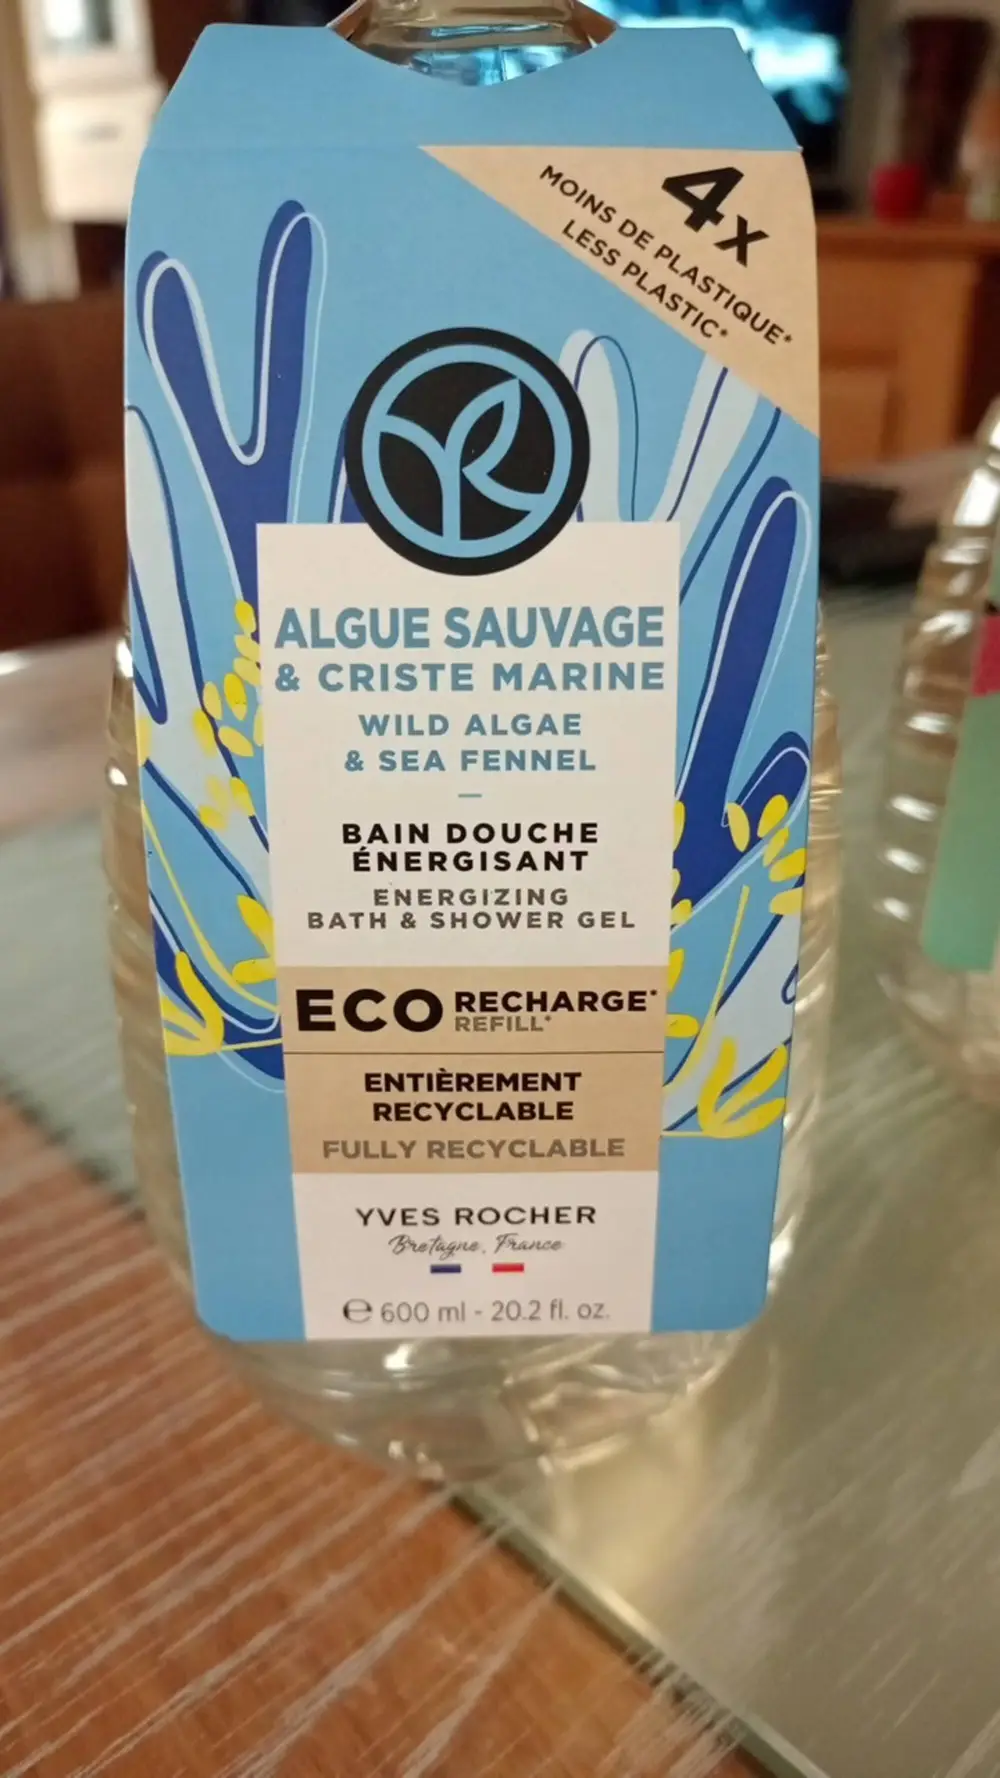 4x
MOINS DE PLASTIQUE*
LESS PLASTIC*
ALGUE SAUVAGE
& CRISTE MARINE
WILD ALGAE
& SEA FENNEL
BAIN DOUCHE
ÉNERGISANT
ENERGIZING
BATH & SHOWER GEL
ECO RECHARGE*
REFILL*
ENTIÈREMENT
RECYCLABLE
FULLY RECYCLABLE
YVES ROCHER
Bretagne, France
℮ 600 ml - 20.2 fl. oz.